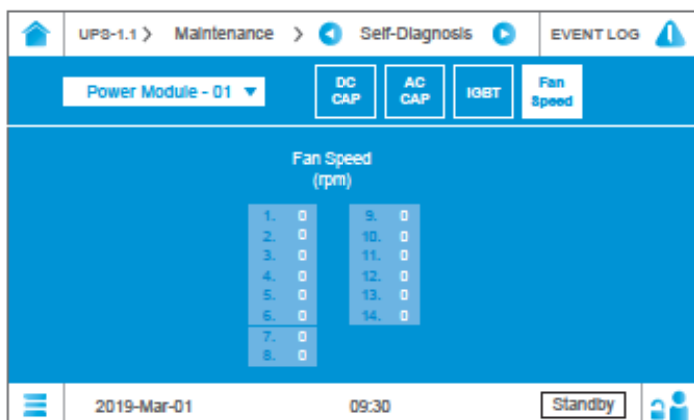 UPS-1.1 > Maintenance > Self-Diagnosis EVENT LOG
Power Module - 01 ▼ DC CAP AC CAP IGBT Fan Speed
Fan Speed
(rpm)
1. 0 9. 0
2. 0 10. 0
3. 0 11. 0
4. 0 12. 0
5. 0 13. 0
6. 0 14. 0
7. 0
8. 0
2019-Mar-01 09:30 Standby